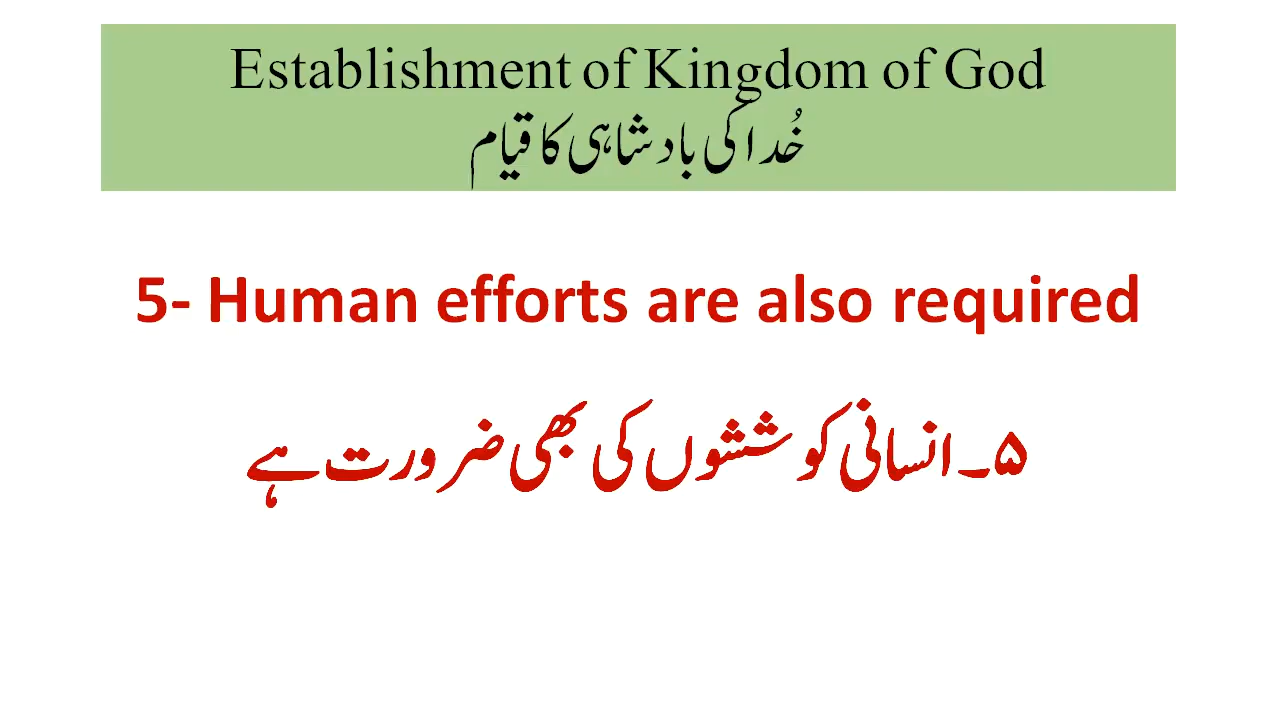 Establishment of Kingdom of God
خُدا کی بادشاہی کا قیام
5- Human efforts are also required
۵۔ انسانی کوششوں کی بھی ضرورت ہے